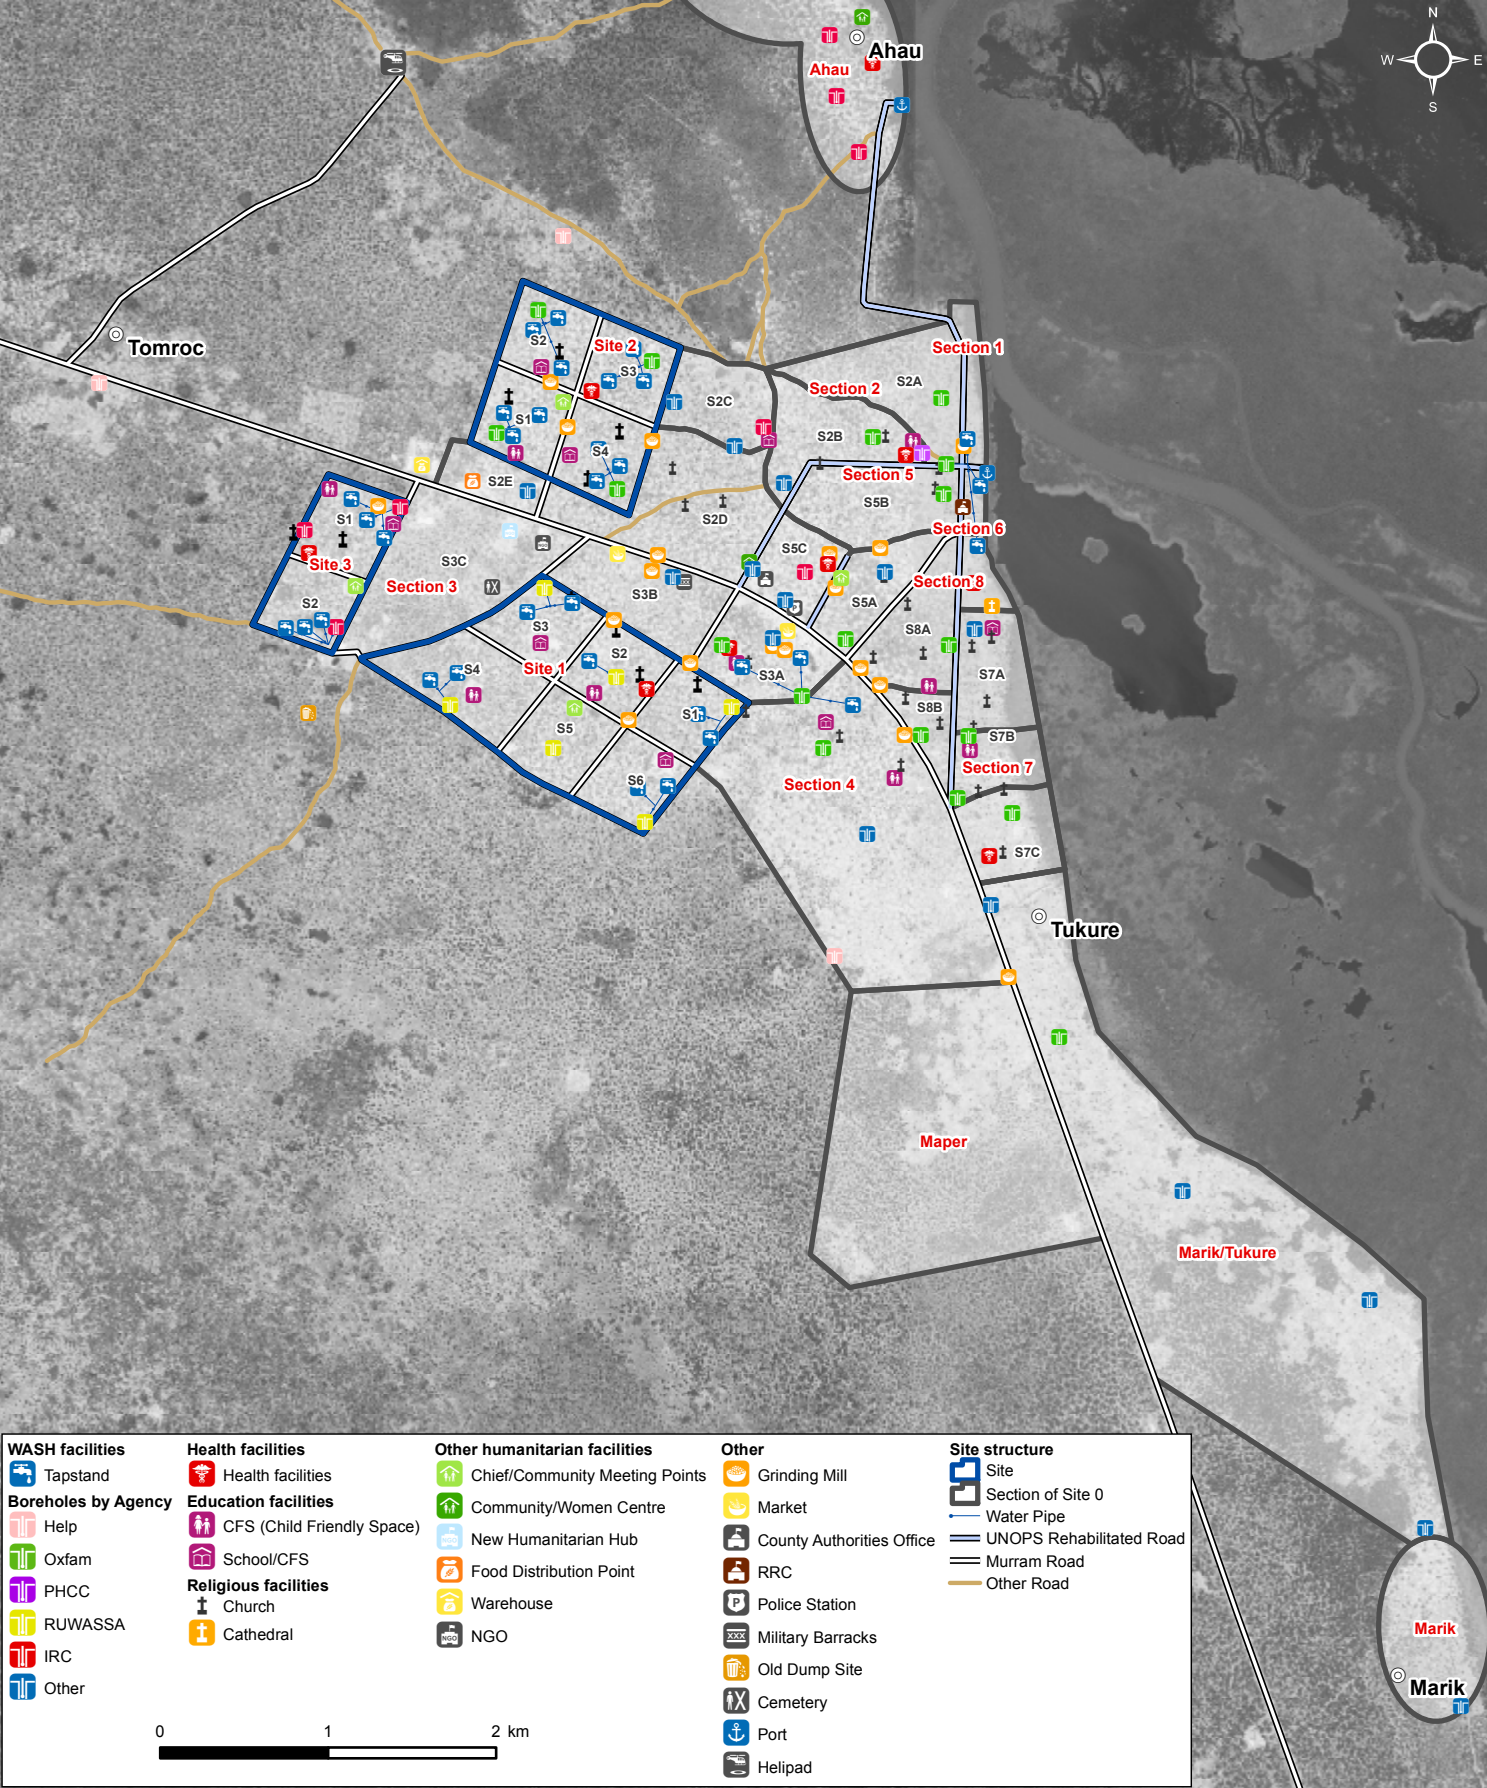 N
W
E
S
Ahau
Ahau
Tomroc
Section 1
Site 2
S2
S3
S2A
Section 2
S2C
S1
S2B
S4
Section 5
S2E
S5B
S1
S2D
Section 6
S5C
Site 3
S3C
Section 3
Section 8
S3B
S5A
S2
P
S3
S8A
S2
Site 1
S4
S3A
S7A
S8B
S1
S5
S7B
Section 7
S6
Section 4
S7C
Tukure
Maper
Marik/Tukure
Marik
Marik
WASH facilities
Tapstand
Boreholes by Agency
Help
Oxfam
PHCC
RUWASSA
IRC
Other
Health facilities
Health facilities
Education facilities
CFS (Child Friendly Space)
School/CFS
Religious facilities
Church
Cathedral
Other humanitarian facilities
Chief/Community Meeting Points
Community/Women Centre
New Humanitarian Hub
Food Distribution Point
Warehouse
NGO
NGO
Other
Grinding Mill
Market
County Authorities Office
RRC
P
Police Station
XXX
Military Barracks
Old Dump Site
Cemetery
Port
Helipad
Site structure
Site
Section of Site 0
Water Pipe
UNOPS Rehabilitated Road
Murram Road
Other Road
0 1 2 km